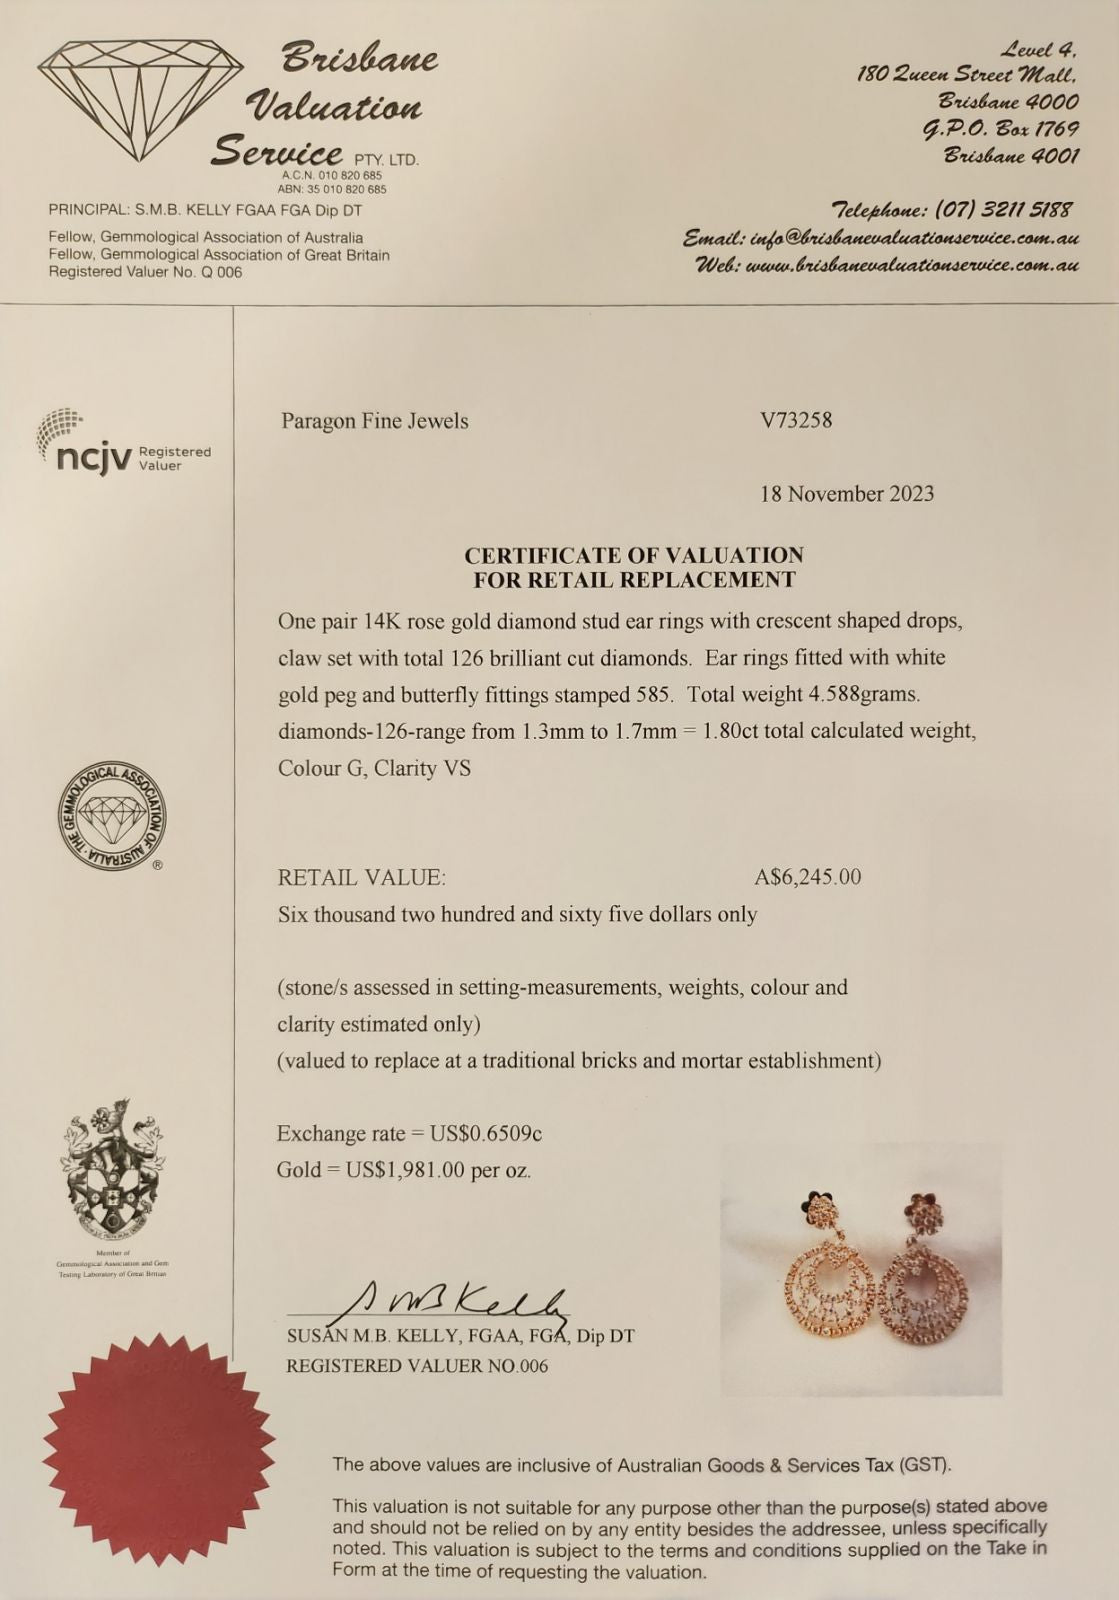 Brisbane
Valuation
Service PTY. LTD.
A.C.N. 010 820 685
ABN: 35 010 820 685
PRINCIPAL: S.M.B. KELLY FGAA FGA Dip DT
Fellow, Gemmological Association of Australia
Fellow, Gemmological Association of Great Britain
Registered Valuer No. Q 006
Level 4,
180 Queen Street Mall,
Brisbane 4000
G.P.O. Box 1769
Brisbane 4001
Telephone: (07) 3211 5188
Email: info@brisbanevaluationservice.com.au
Web: www.brisbanevaluationservice.com.au
ncjv Registered
Valuer
Paragon Fine Jewels V73258
18 November 2023
CERTIFICATE OF VALUATION
FOR RETAIL REPLACEMENT
One pair 14K rose gold diamond stud ear rings with crescent shaped drops,
claw set with total 126 brilliant cut diamonds. Ear rings fitted with white
gold peg and butterfly fittings stamped 585. Total weight 4.588grams.
diamonds-126-range from 1.3mm to 1.7mm = 1.80ct total calculated weight,
Colour G, Clarity VS
THE GEMMOLOGICAL ASSOCIATION OF AUSTRALIA ®
RETAIL VALUE: A$6,245.00
Six thousand two hundred and sixty five dollars only
(stone/s assessed in setting-measurements, weights, colour and
clarity estimated only)
(valued to replace at a traditional bricks and mortar establishment)
Exchange rate = US$0.6509c
Gold = US$1,981.00 per oz.
Member of
Gemmological Association and Gem
Testing Laboratory of Great Britian
SMB Kelly
SUSAN M.B. KELLY, FGAA, FGA, Dip DT
REGISTERED VALUER NO.006
The above values are inclusive of Australian Goods & Services Tax (GST).
This valuation is not suitable for any purpose other than the purpose(s) stated above
and should not be relied on by any entity besides the addressee, unless specifically
noted. This valuation is subject to the terms and conditions supplied on the Take in
Form at the time of requesting the valuation.